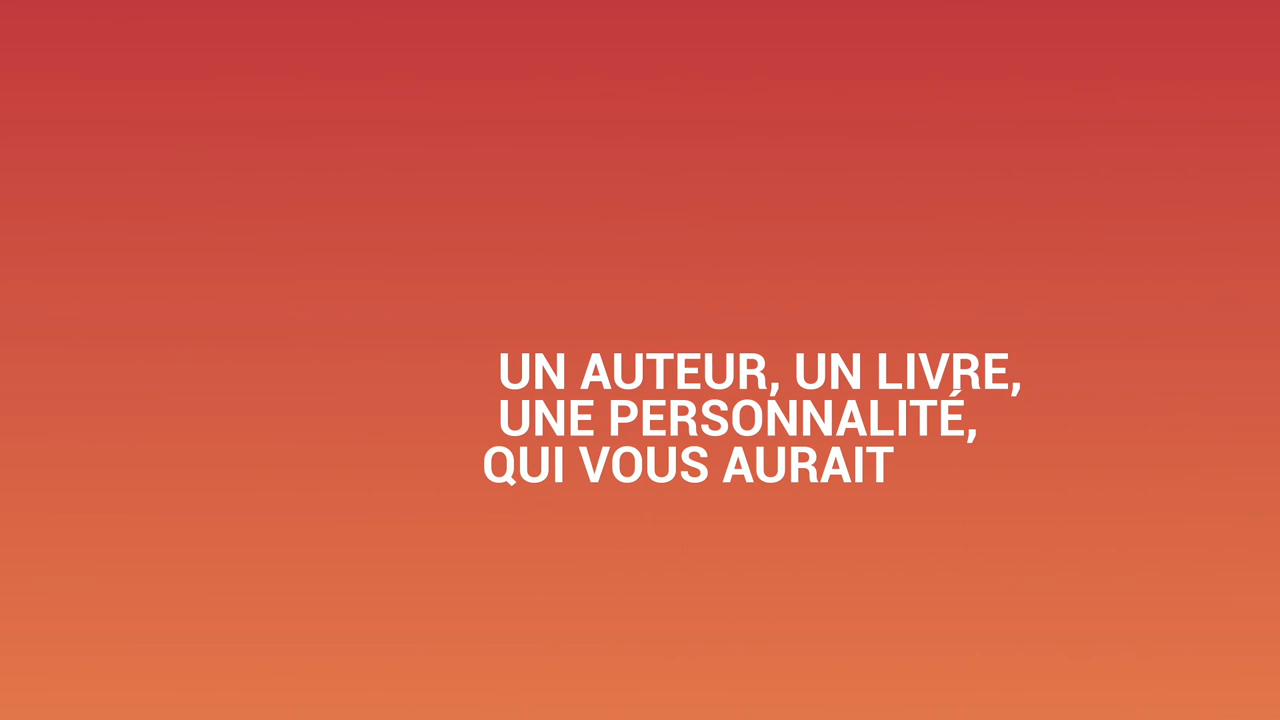 UN AUTEUR, UN LIVRE,
UNE PERSONNALITÉ,
QUI VOUS AURAIT